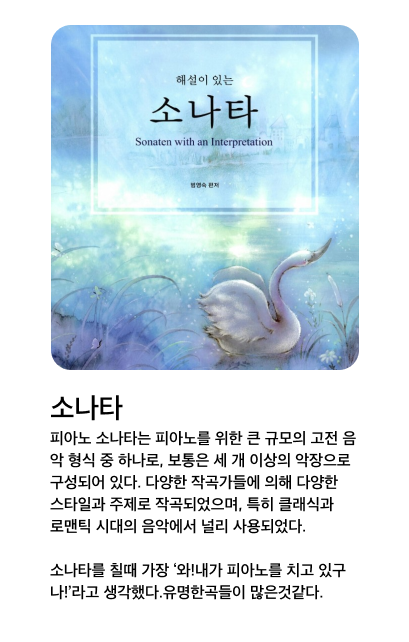 해설이 있는
소나타
Sonaten with an Interpretation
범영숙 편저
소나타
피아노 소나타는 피아노를 위한 큰 규모의 고전 음
악 형식 중 하나로, 보통은 세 개 이상의 악장으로
구성되어 있다. 다양한 작곡가들에 의해 다양한
스타일과 주제로 작곡되었으며, 특히 클래식과
로맨틱 시대의 음악에서 널리 사용되었다.
소나타를 칠때 가장 ‘와!내가 피아노를 치고 있구
나!’라고 생각했다.유명한곡들이 많은것같다.